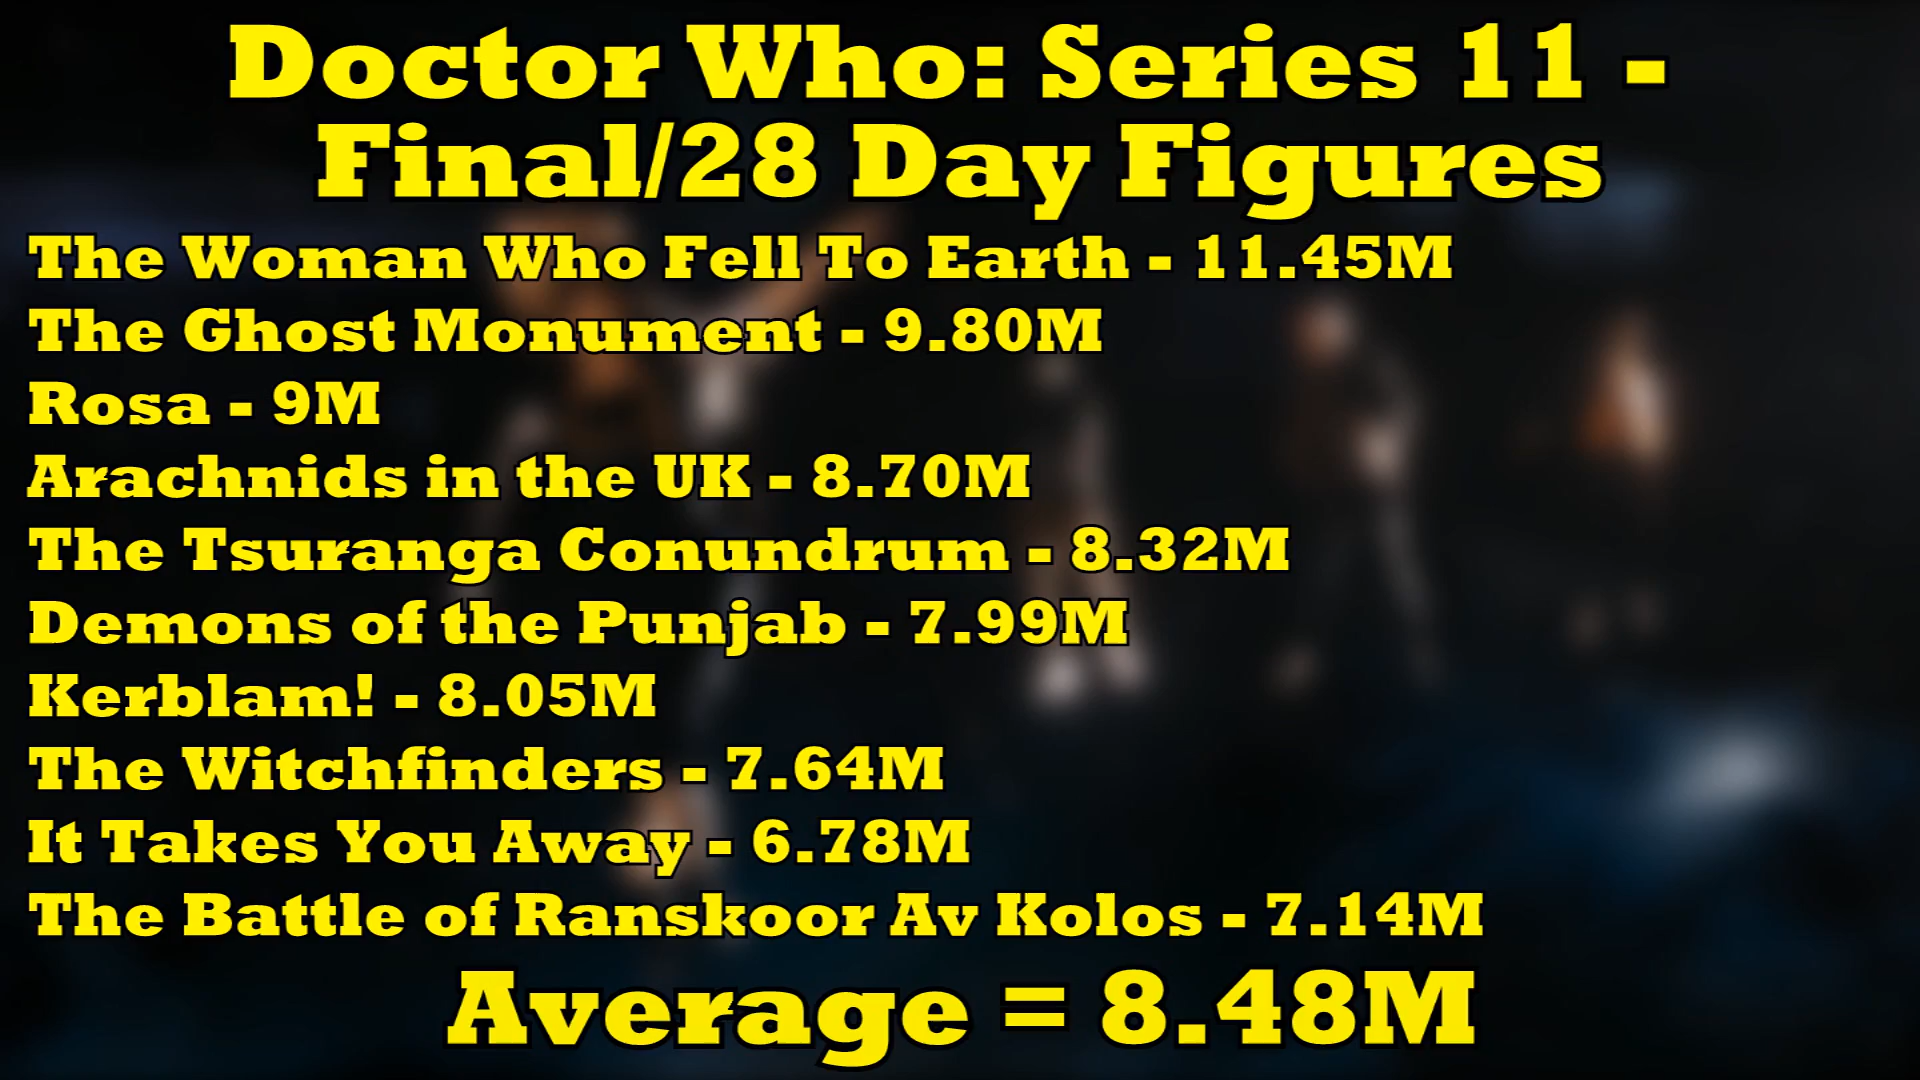 Doctor Who: Series 11 -
Final/28 Day Figures
The Woman Who Fell To Earth - 11.45M
The Ghost Monument - 9.80M
Rosa - 9M
Arachnids in the UK - 8.70M
The Tsuranga Conundrum - 8.32M
Demons of the Punjab - 7.99M
Kerblam! - 8.05M
The Witchfinders - 7.64M
It Takes You Away - 6.78M
The Battle of Ranskoor Av Kolos - 7.14M
Average = 8.48M